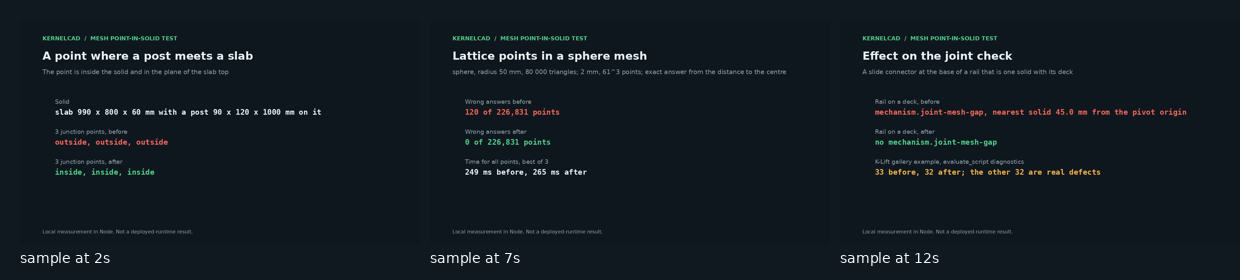 KERNELCAD / MESH POINT-IN-SOLID TEST
A point where a post meets a slab
The point is inside the solid and in the plane of the slab top
Solid
slab 990 x 800 x 60 mm with a post 90 x 120 x 1000 mm on it
3 junction points, before
outside, outside, outside
3 junction points, after
inside, inside, inside
Local measurement in Node. Not a deployed-runtime result.
sample at 2s
KERNELCAD / MESH POINT-IN-SOLID TEST
Lattice points in a sphere mesh
sphere, radius 50 mm, 80 000 triangles; 2 mm, 61^3 points; exact answer from the distance to the centre
Wrong answers before
120 of 226,831 points
Wrong answers after
0 of 226,831 points
Time for all points, best of 3
249 ms before, 265 ms after
Local measurement in Node. Not a deployed-runtime result.
sample at 7s
KERNELCAD / MESH POINT-IN-SOLID TEST
Effect on the joint check
A slide connector at the base of a rail that is one solid with its deck
Rail on a deck, before
mechanism.joint-mesh-gap, nearest solid 45.0 mm from the pivot origin
Rail on a deck, after
no mechanism.joint-mesh-gap
K-Lift gallery example, evaluate_script diagnostics
33 before, 32 after; the other 32 are real defects
Local measurement in Node. Not a deployed-runtime result.
sample at 12s